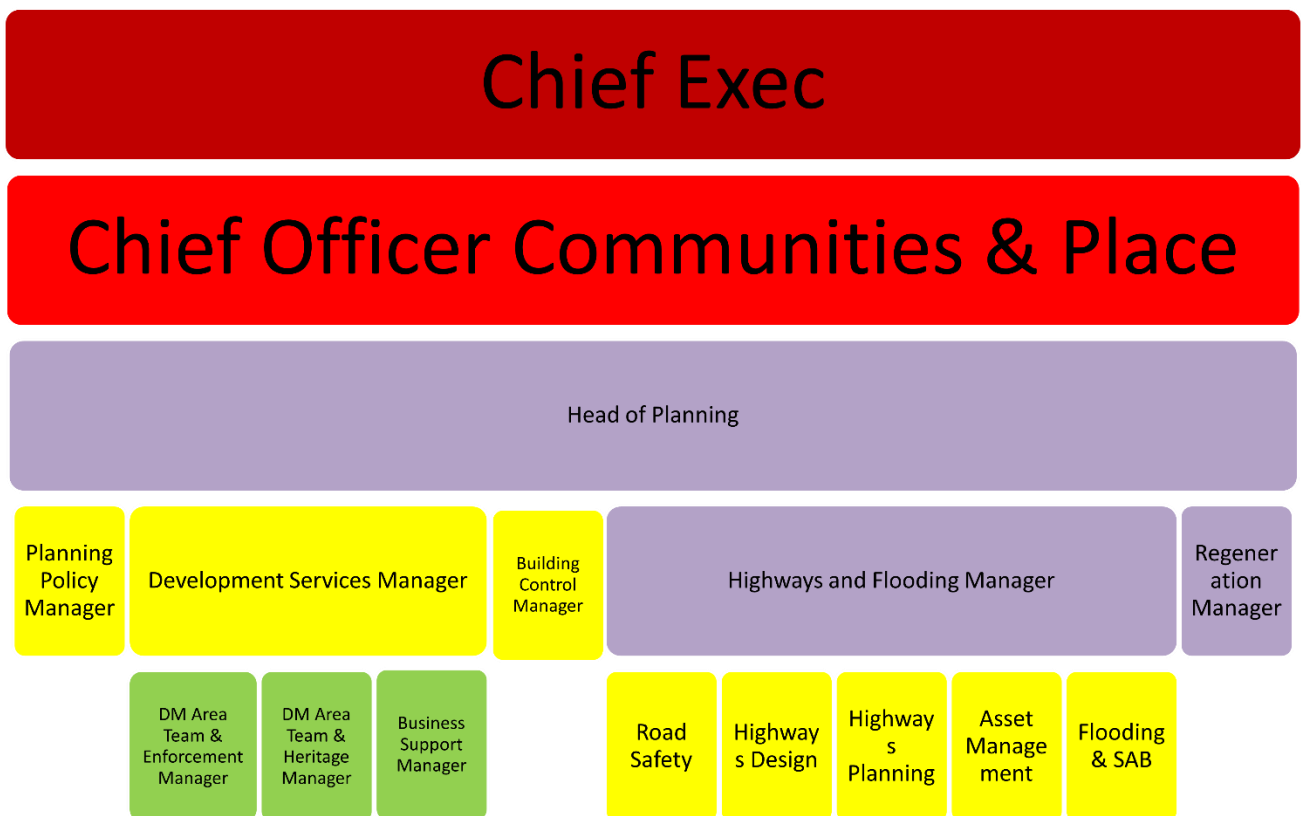 Chief Exec
Chief Officer Communities & Place
Head of Planning
Planning
Policy
Manager
Development Services Manager
Building
Control
Manager
Highways and Flooding Manager
Regener
ation
Manager
DM Area
Team &
Enforcement
Manager
DM Area
Team &
Heritage
Manager
Business
Support
Manager
Road
Safety
Highway
s Design
Highway
s
Planning
Asset
Manage
ment
Flooding
& SAB